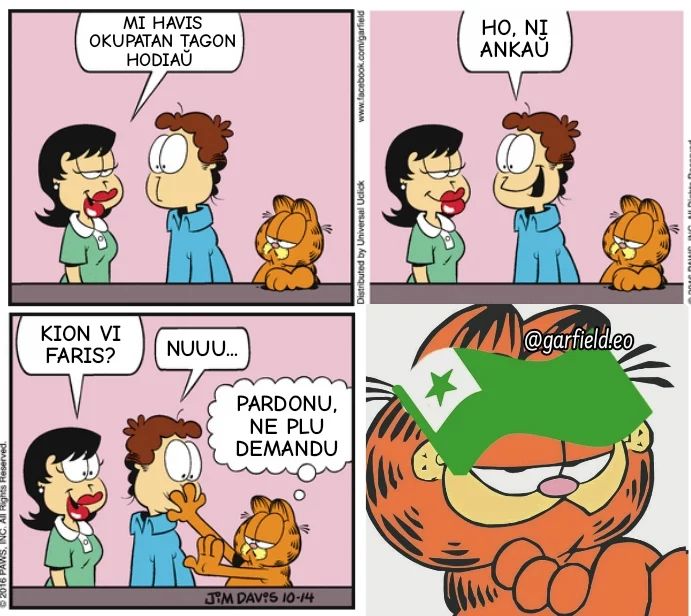 MI HAVIS
OKUPATAN TAGON
HODIAŬ
HO, NI
ANKAŬ
www.facebook.com/garfield
Distributed by Universal Uclick
KION VI
FARIS?
NUUU...
PARDONU,
NE PLU
DEMANDU
© 2016 PAWS, INC. All Rights Reserved.
JIM DAVIS 10-14
@garfield.eo